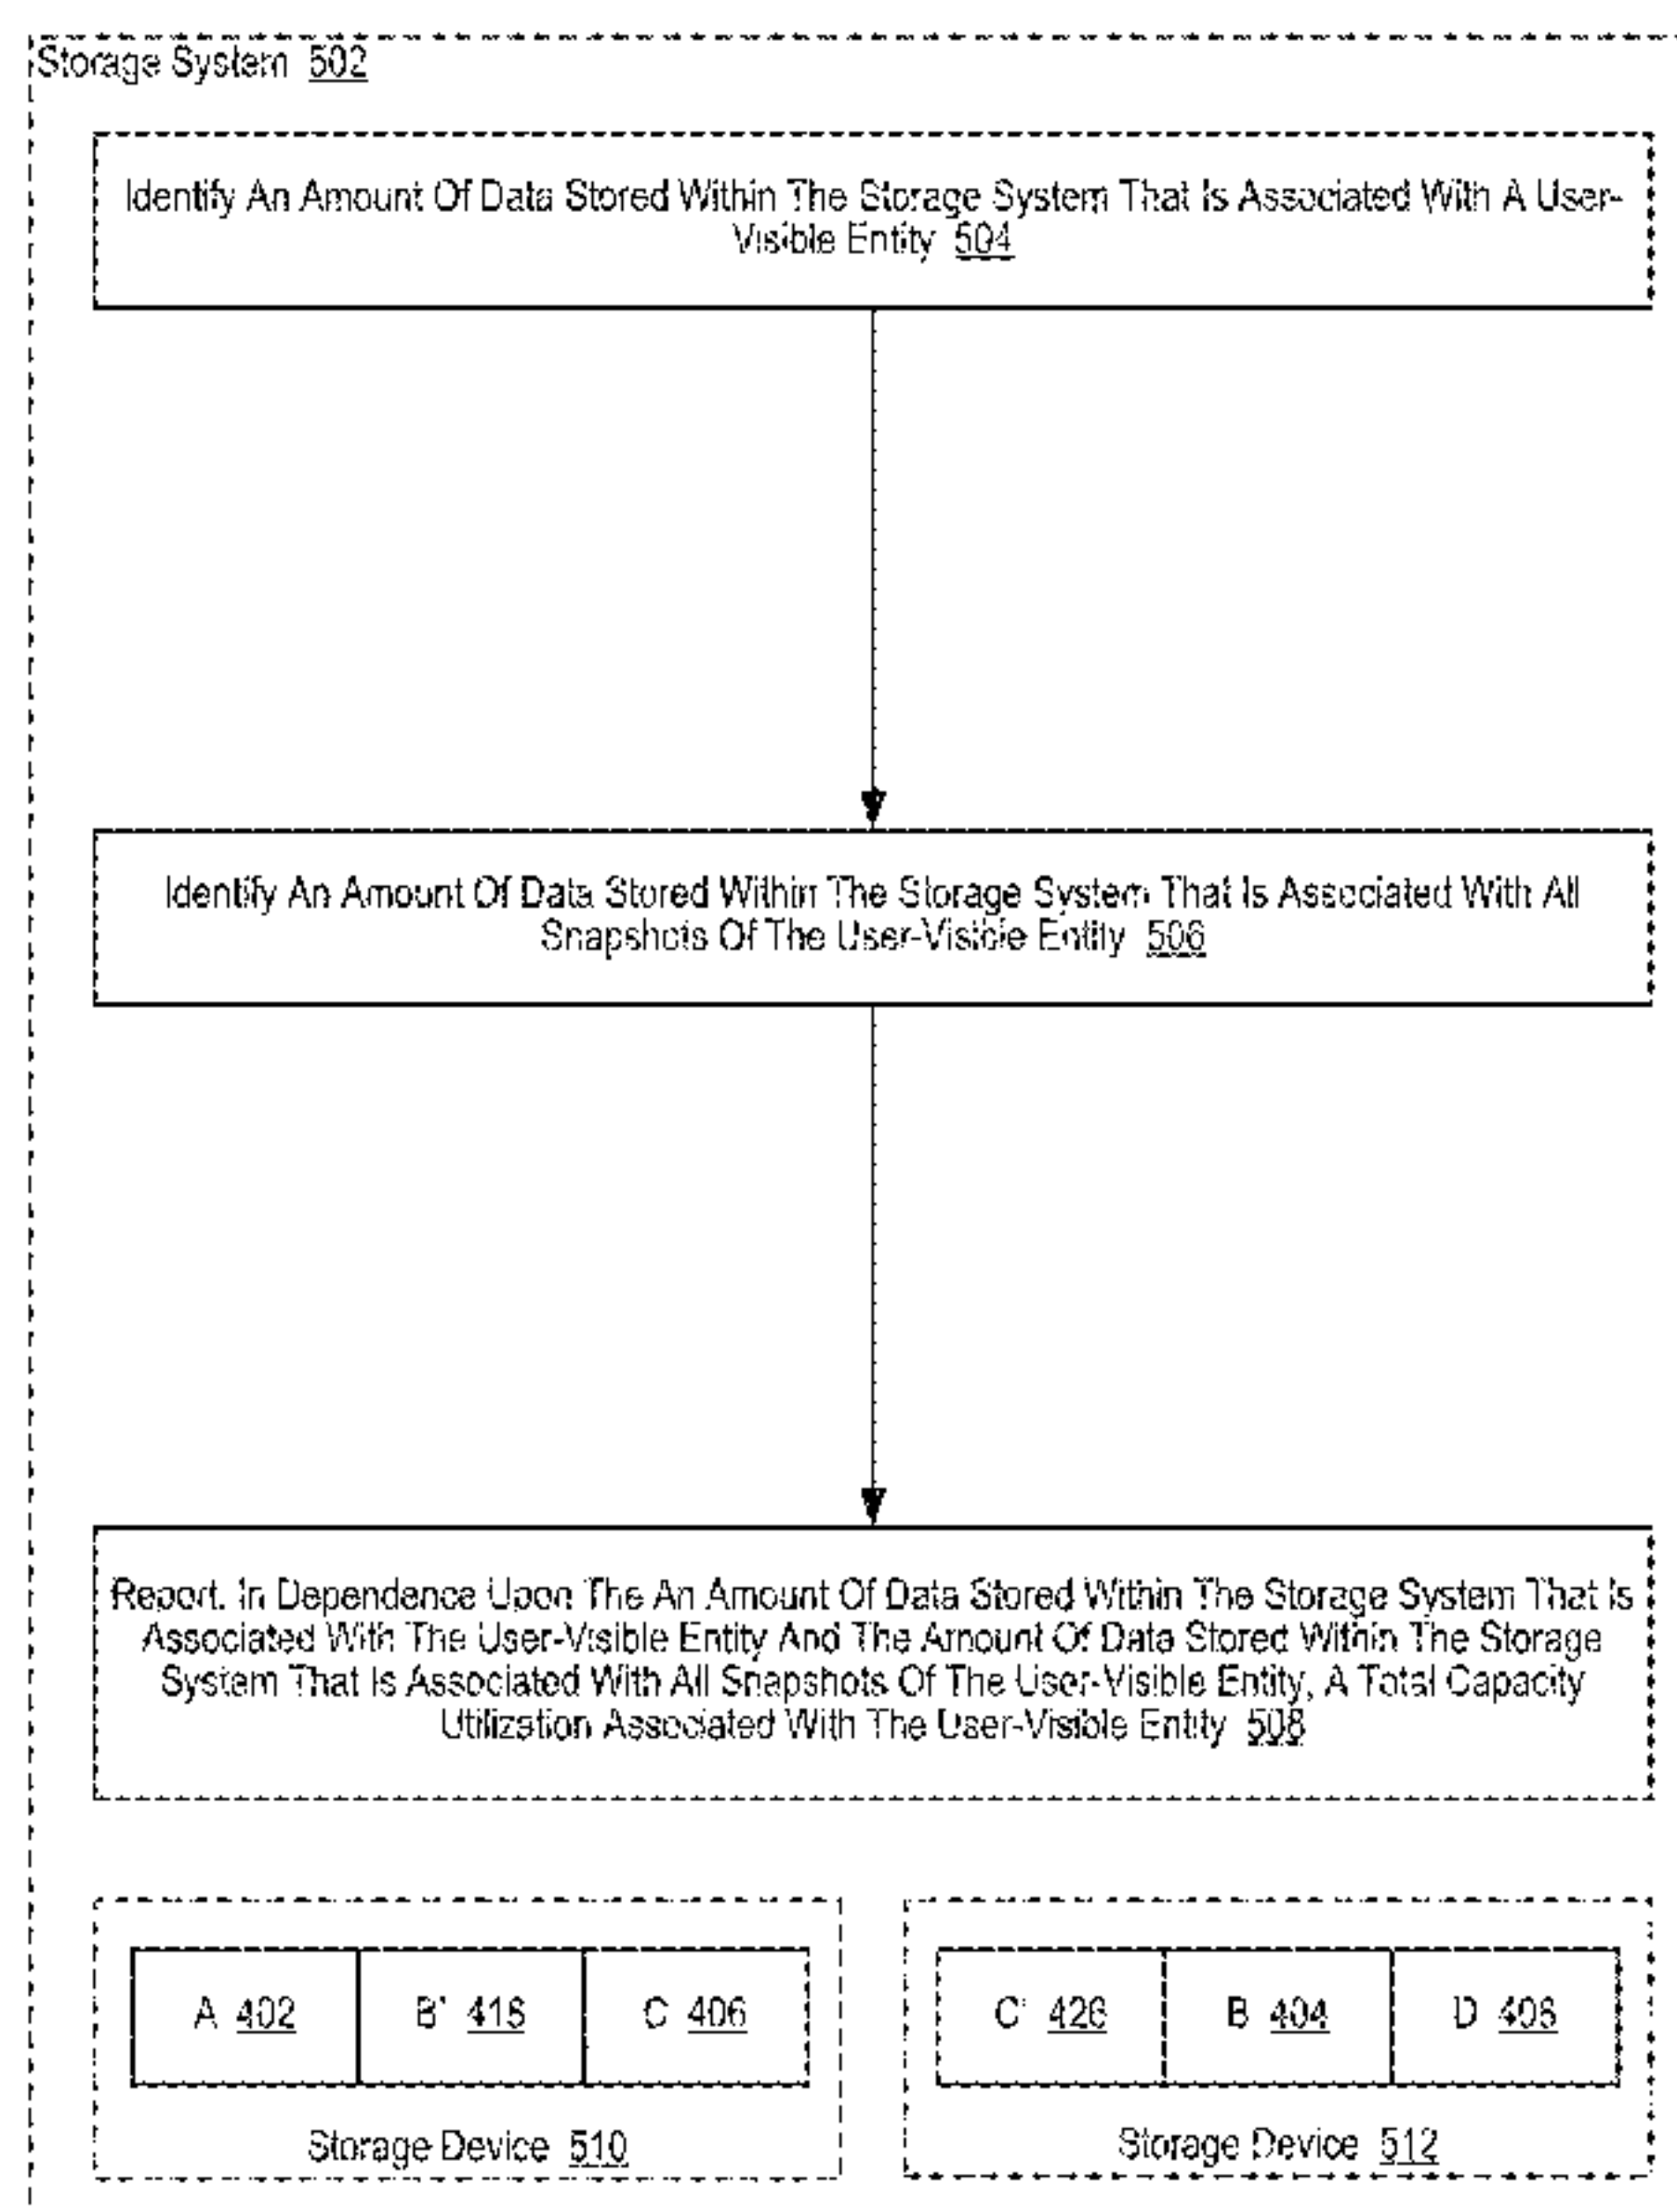 Storage System 502
Identify An Amount Of Data Stored Within The Storage System That Is Associated With A User-
Visible Entity 504
Identify An Amount Of Data Stored Within The Storage System That Is Associated With All
Snapshots Of The User-Visible Entity 506
Report, In Dependence Upon The An Amount Of Data Stored Within The Storage System That Is
Associated With The User-Visible Entity And The Amount Of Data Stored Within The Storage
System That Is Associated With All Snapshots Of The User-Visible Entity, A Total Capacity
Utilization Associated With The User-Visible Entity 508
A 402 B' 416 C 406
C' 426 B 404 D 408
Storage Device 510
Storage Device 512